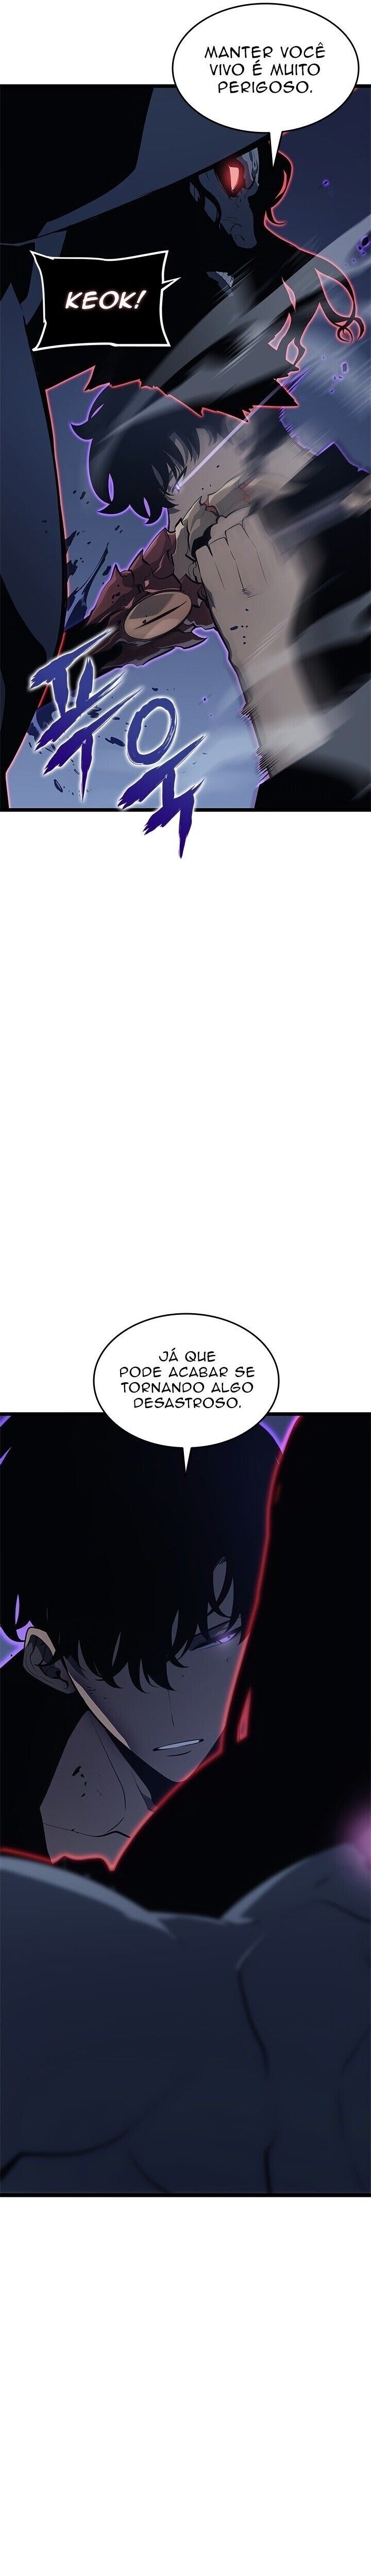 MANTER VOCÊ
VIVO É MUITO
PERIGOSO.
KEOK!
푸욱
JÁ QUE
PODE ACABAR SE
TORNANDO ALGO
DESASTROSO.